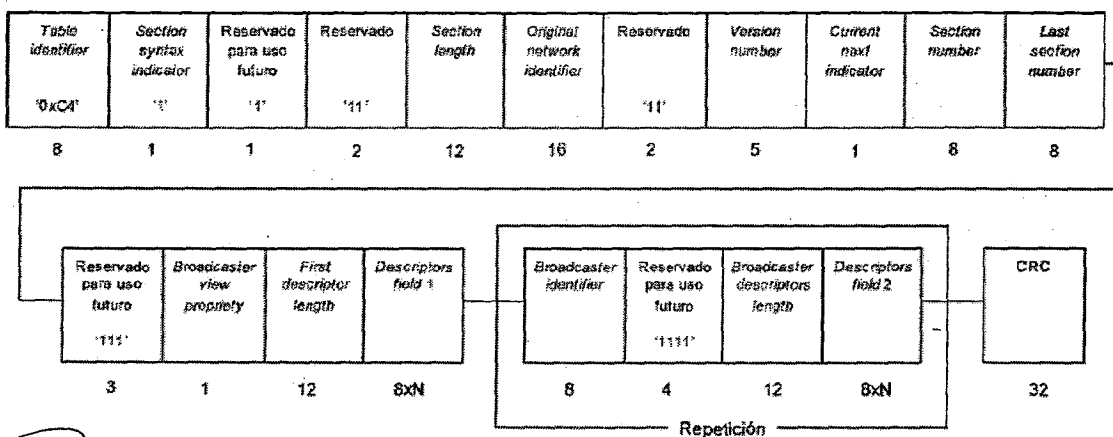 Table identifier '0xC4'
Section syntax indicator '1'
Reservado para uso futuro '1'
Reservado '11'
Section length
Original network identifier
Reservado '11'
Version number
Current next indicator
Section number
Last section number
8 1 1 2 12 16 2 5 1 8 8
Reservado para uso futuro '111'
Broadcaster view propriety
First descriptor length
Descriptors field 1
Broadcaster identifier
Reservado para uso futuro '1111'
Broadcaster descriptors length
Descriptors field 2
CRC
3 1 12 8xN 8 4 12 8xN 32
Repetición